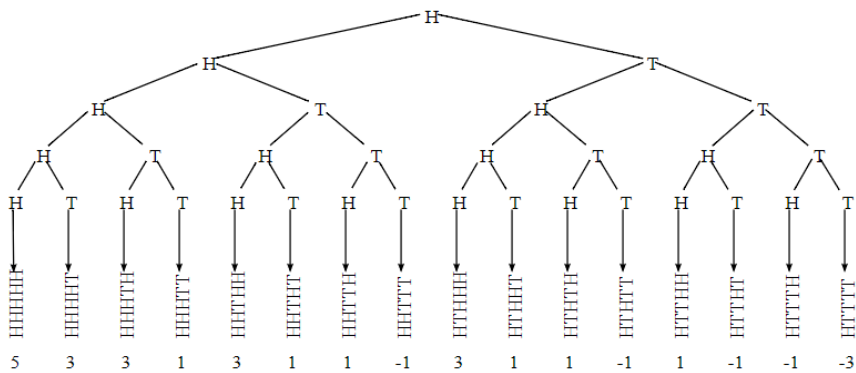 H
H T
H T H T
H T H T H T H T
H T H T H T H T H T H T H T H T
HHHHH HHHHT HHHTH HHHTT HHTHH HHTHT HHTTH HHTTT HTHHH HTHHT HTHTH HTHTT HTTHH HTTHT HTTTH HTTTT
5 3 3 1 3 1 1 -1 3 1 1 -1 1 -1 -1 -3